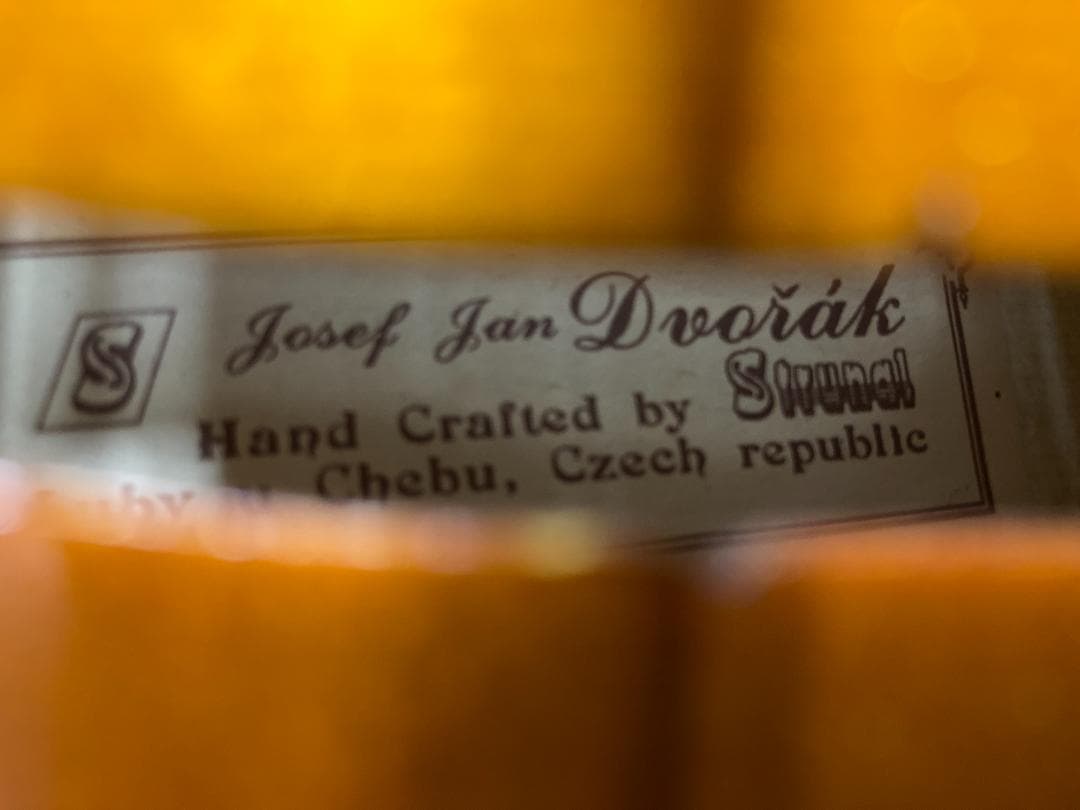 S
Josef Jan Dvořák
Hand Crafted by Strunal
Chebu, Czech republic